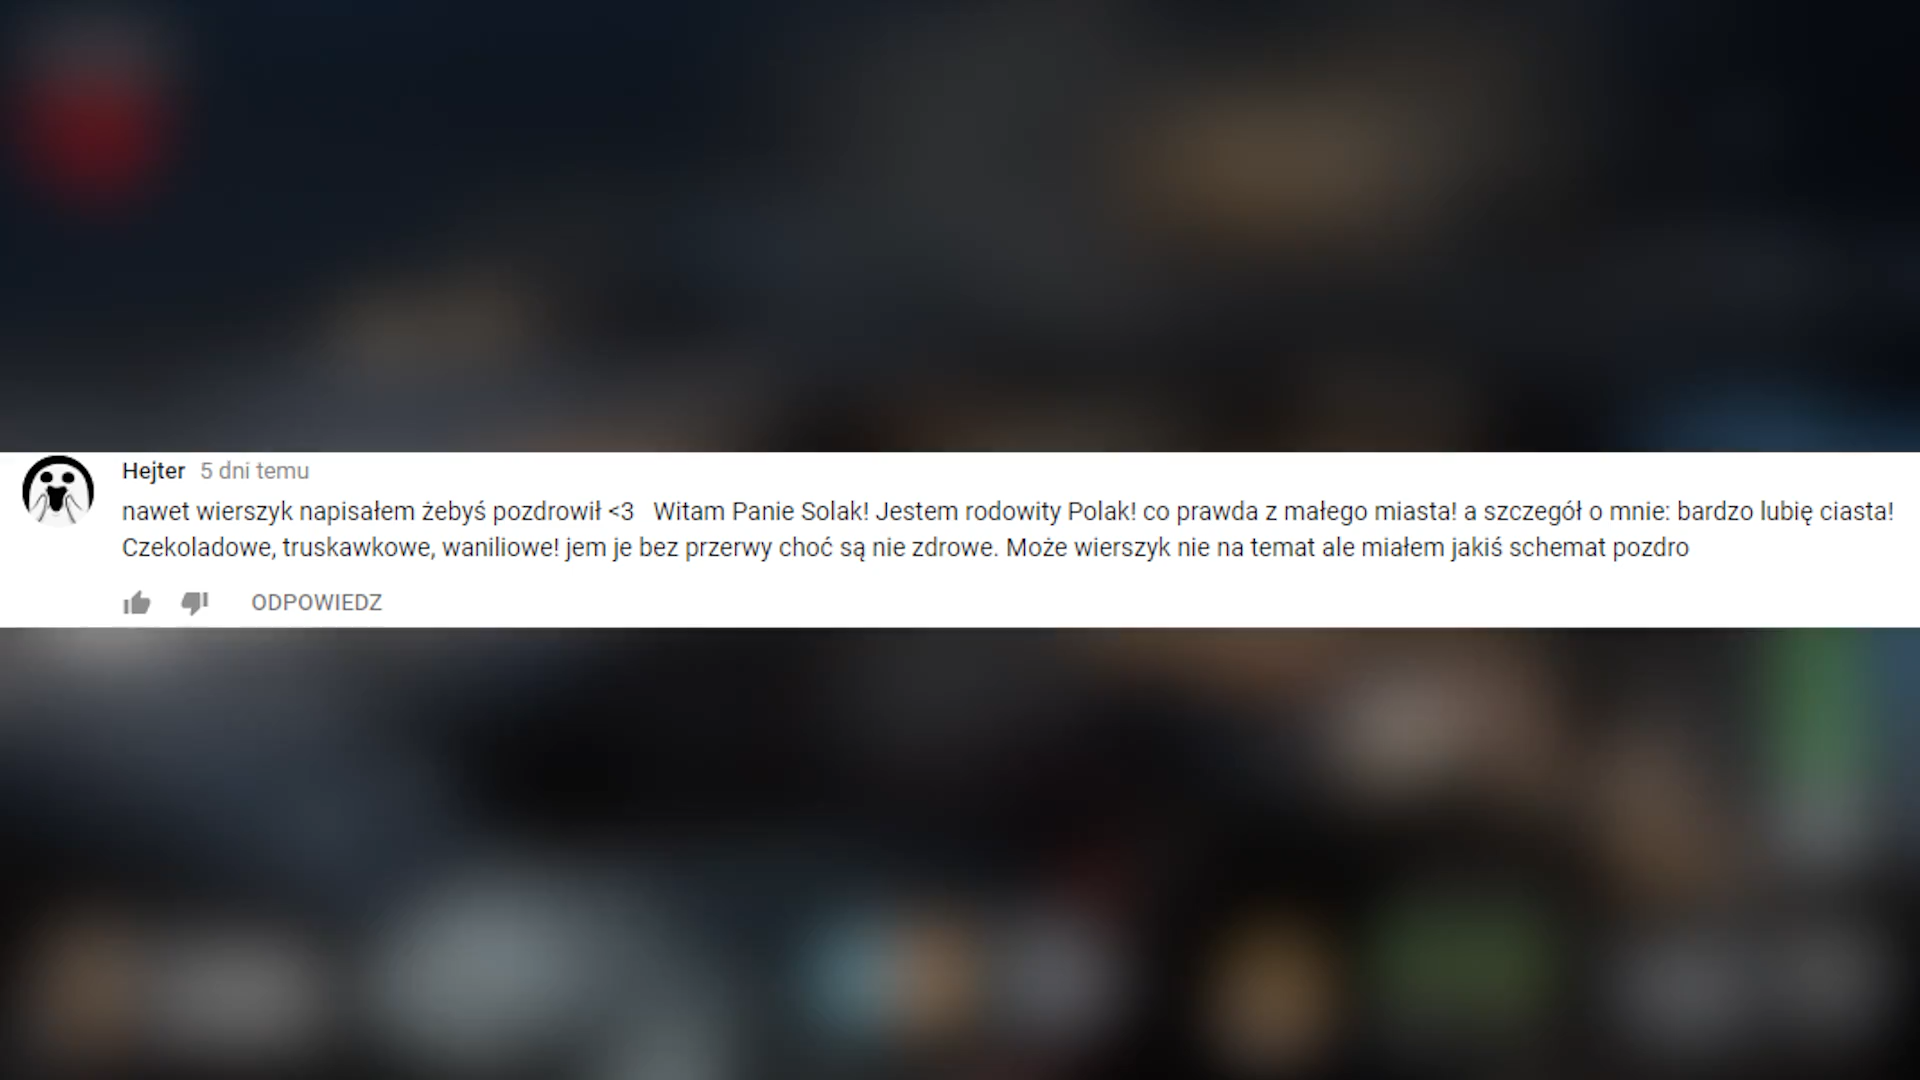 Hejter 5 dni temu
nawet wierszyk napisałem żebyś pozdrowił <3 Witam Panie Solak! Jestem rodowity Polak! co prawda z małego miasta! a szczegół o mnie: bardzo lubię ciasta!
Czekoladowe, truskawkowe, waniliowe! jem je bez przerwy choć są nie zdrowe. Może wierszyk nie na temat ale miałem jakiś schemat pozdro
ODPOWIEDZ